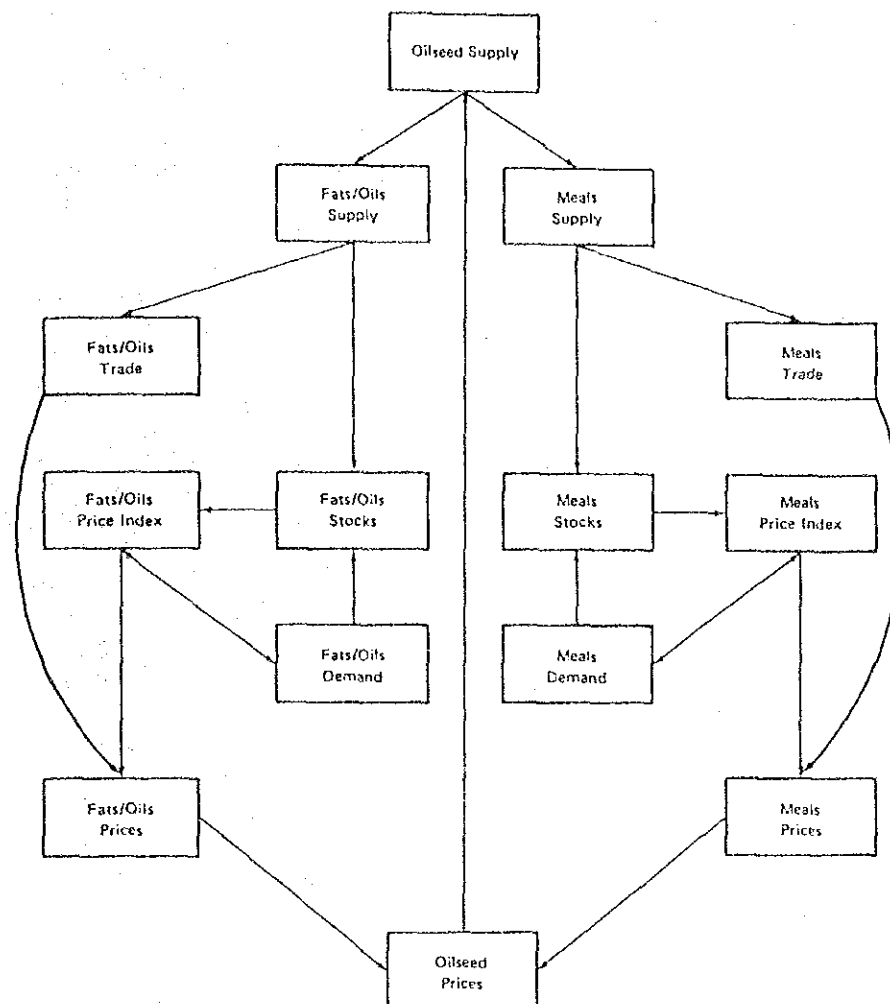 Oilseed Supply
Fats/Oils
Supply
Meals
Supply
Fats/Oils
Trade
Meals
Trade
Fats/Oils
Price Index
Fats/Oils
Stocks
Meals
Stocks
Meals
Price Index
Fats/Oils
Demand
Meals
Demand
Fats/Oils
Prices
Meals
Prices
Oilseed
Prices